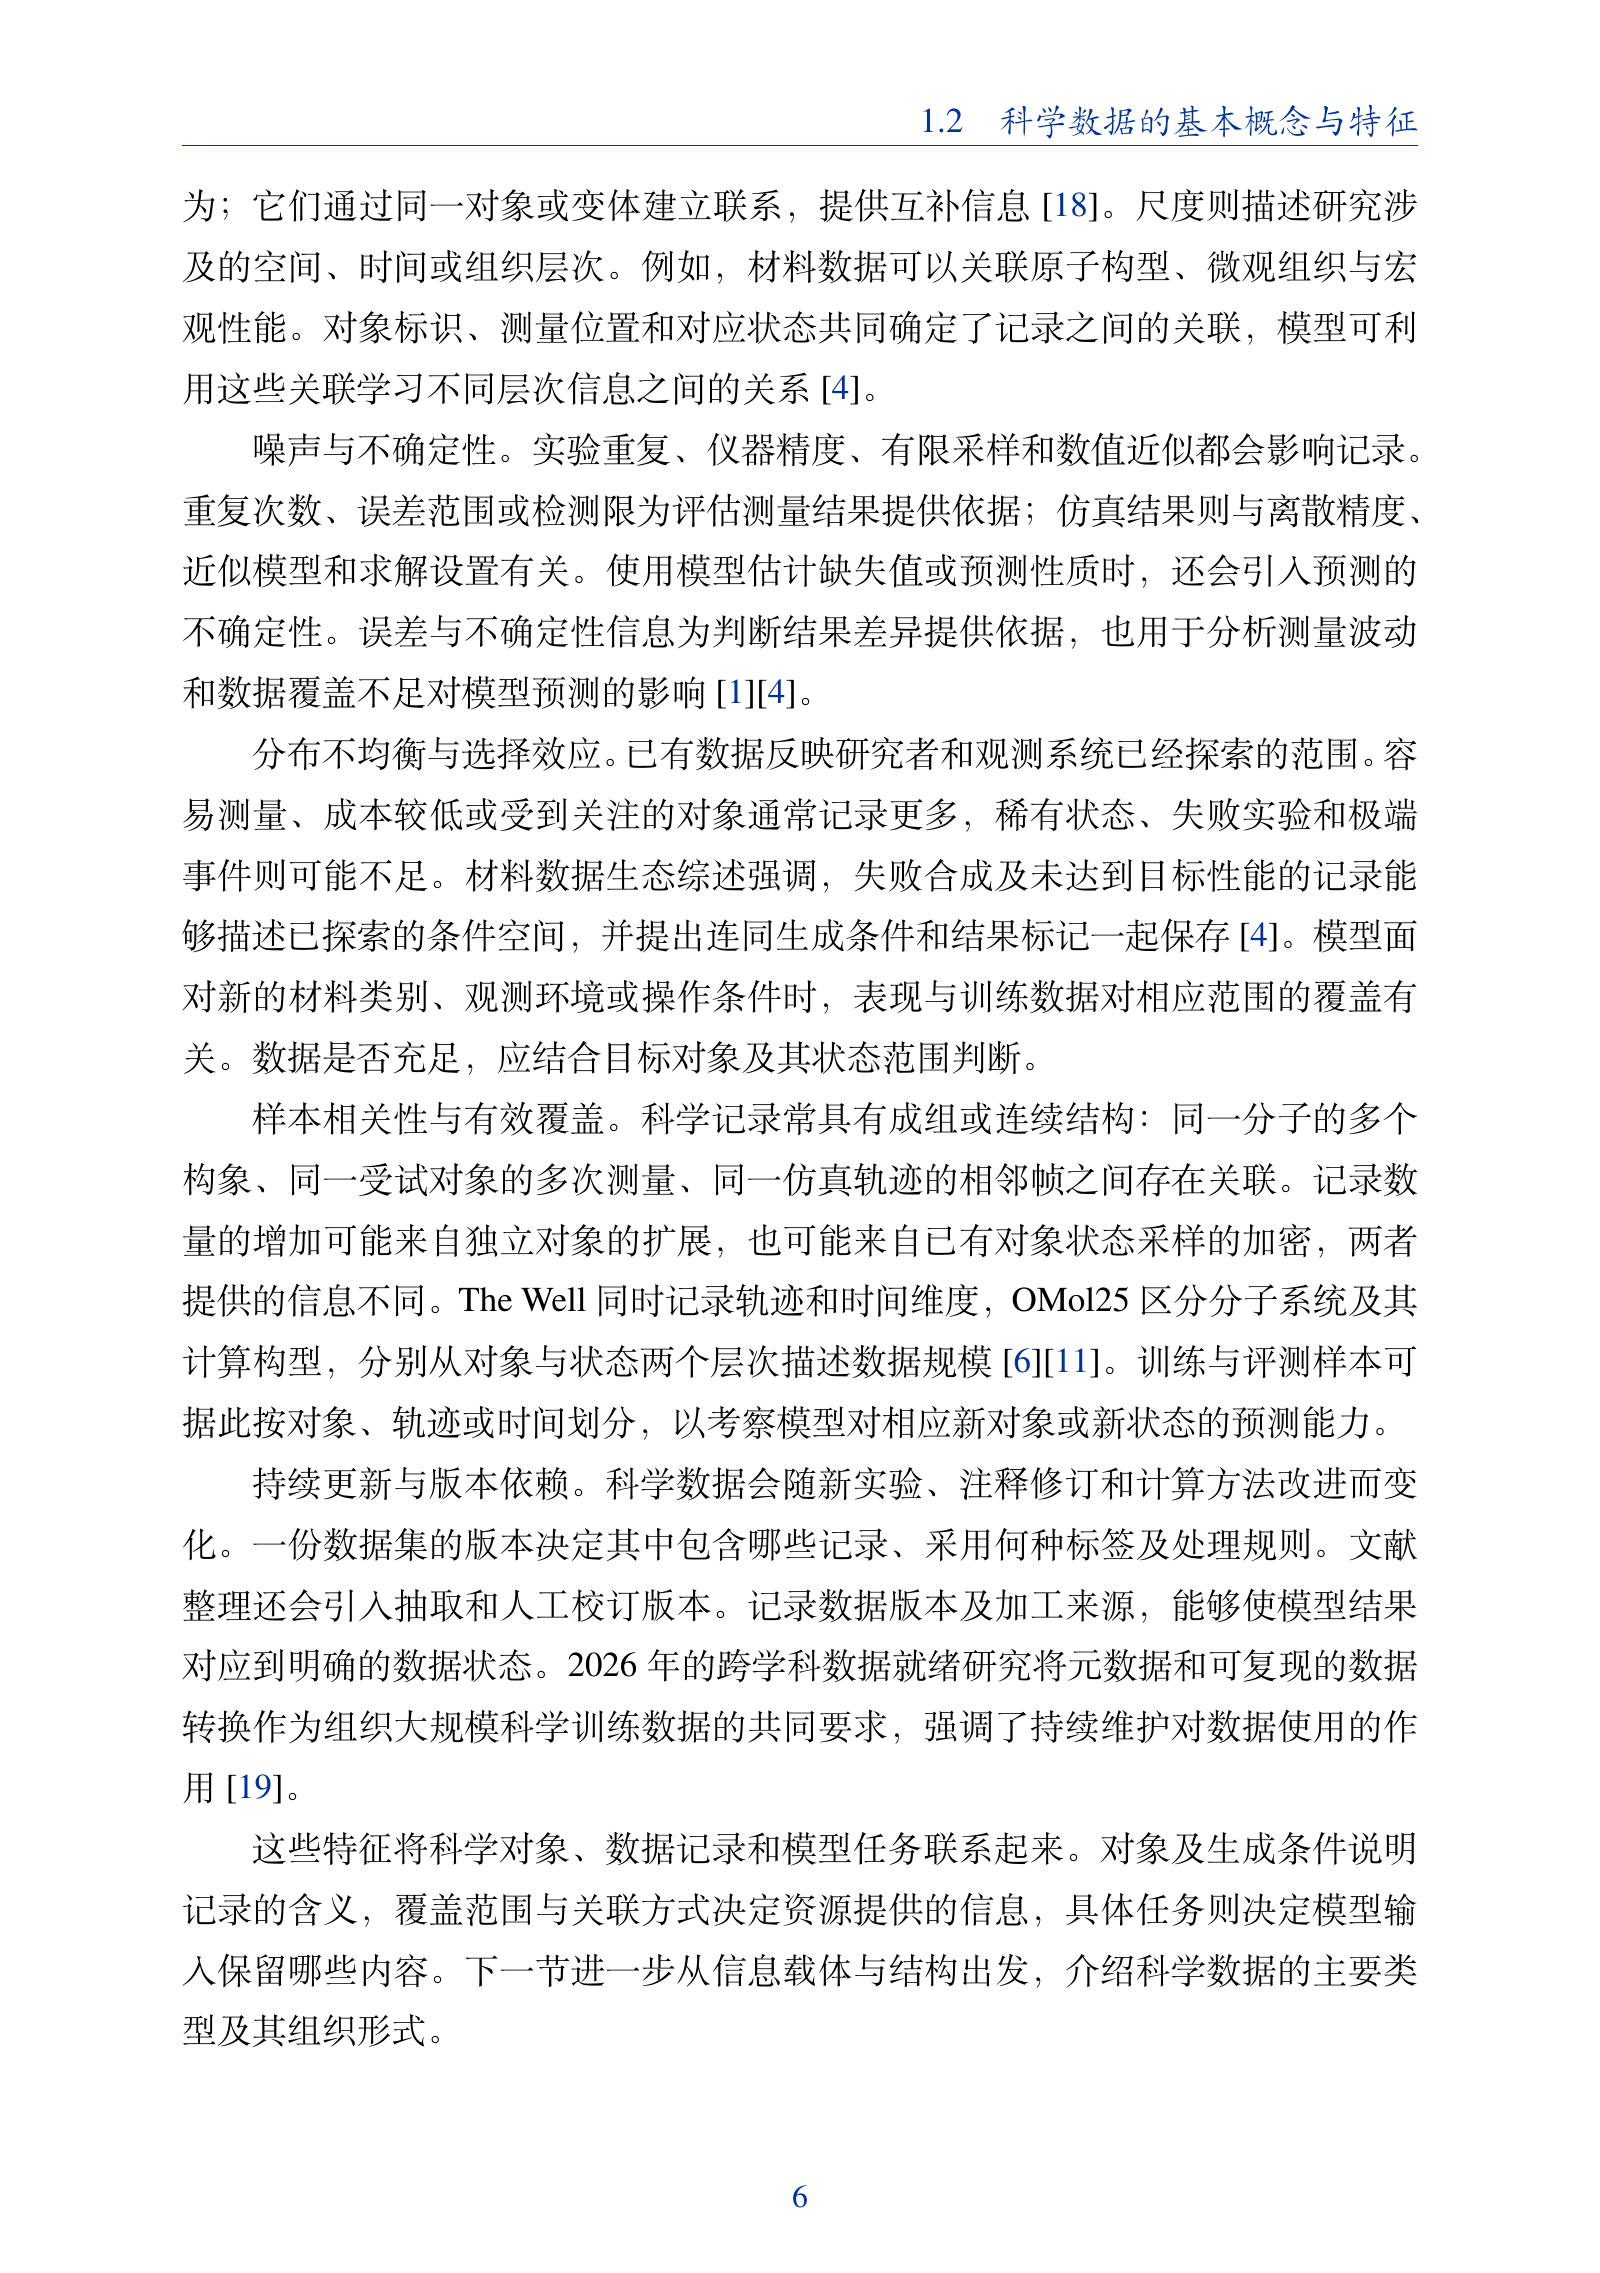 1.2 科学数据的基本概念与特征
为；它们通过同一对象或变体建立联系，提供互补信息 [18]。尺度则描述研究涉
及的空间、时间或组织层次。例如，材料数据可以关联原子构型、微观组织与宏
观性能。对象标识、测量位置和对应状态共同确定了记录之间的关联，模型可利
用这些关联学习不同层次信息之间的关系 [4]。
噪声与不确定性。实验重复、仪器精度、有限采样和数值近似都会影响记录。
重复次数、误差范围或检测限为评估测量结果提供依据；仿真结果则与离散精度、
近似模型和求解设置有关。使用模型估计缺失值或预测性质时，还会引入预测的
不确定性。误差与不确定性信息为判断结果差异提供依据，也用于分析测量波动
和数据覆盖不足对模型预测的影响 [1][4]。
分布不均衡与选择效应。已有数据反映研究者和观测系统已经探索的范围。容
易测量、成本较低或受到关注的对象通常记录更多，稀有状态、失败实验和极端
事件则可能不足。材料数据生态综述强调，失败合成及未达到目标性能的记录能
够描述已探索的条件空间，并提出连同生成条件和结果标记一起保存 [4]。模型面
对新的材料类别、观测环境或操作条件时，表现与训练数据对相应范围的覆盖有
关。数据是否充足，应结合目标对象及其状态范围判断。
样本相关性与有效覆盖。科学记录常具有成组或连续结构：同一分子的多个
构象、同一受试对象的多次测量、同一仿真轨迹的相邻帧之间存在关联。记录数
量的增加可能来自独立对象的扩展，也可能来自已有对象状态采样的加密，两者
提供的信息不同。The Well 同时记录轨迹和时间维度，OMol25 区分分子系统及其
计算构型，分别从对象与状态两个层次描述数据规模 [6][11]。训练与评测样本可
据此按对象、轨迹或时间划分，以考察模型对相应新对象或新状态的预测能力。
持续更新与版本依赖。科学数据会随新实验、注释修订和计算方法改进而变
化。一份数据集的版本决定其中包含哪些记录、采用何种标签及处理规则。文献
整理还会引入抽取和人工校订版本。记录数据版本及加工来源，能够使模型结果
对应到明确的数据状态。2026 年的跨学科数据就绪研究将元数据和可复现的数据
转换作为组织大规模科学训练数据的共同要求，强调了持续维护对数据使用的作
用 [19]。
这些特征将科学对象、数据记录和模型任务联系起来。对象及生成条件说明
记录的含义，覆盖范围与关联方式决定资源提供的信息，具体任务则决定模型输
入保留哪些内容。下一节进一步从信息载体与结构出发，介绍科学数据的主要类
型及其组织形式。
6